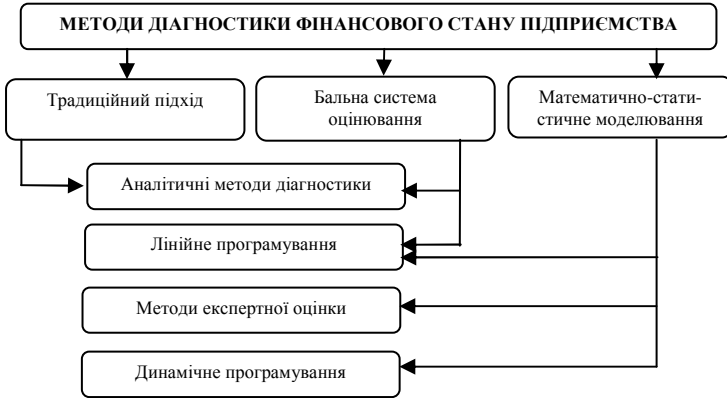 МЕТОДИ ДІАГНОСТИКИ ФІНАНСОВОГО СТАНУ ПІДПРИЄМСТВА
Традиційний підхід
Бальна система
оцінювання
Математично-стати-
стичне моделювання
Аналітичні методи діагностики
Лінійне програмування
Методи експертної оцінки
Динамічне програмування